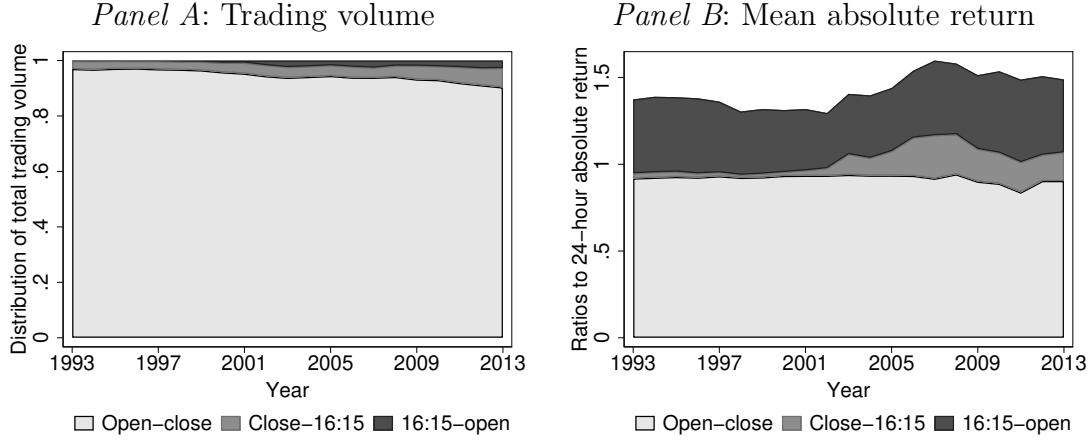 Panel A: Trading volume
Distribution of total trading volume
0 .2 .4 .6 .8 1
1993 1997 2001 2005 2009 2013
Year
Open−close Close−16:15 16:15−open
Panel B: Mean absolute return
Ratios to 24−hour absolute return
0 .5 1 1.5
1993 1997 2001 2005 2009 2013
Year
Open−close Close−16:15 16:15−open